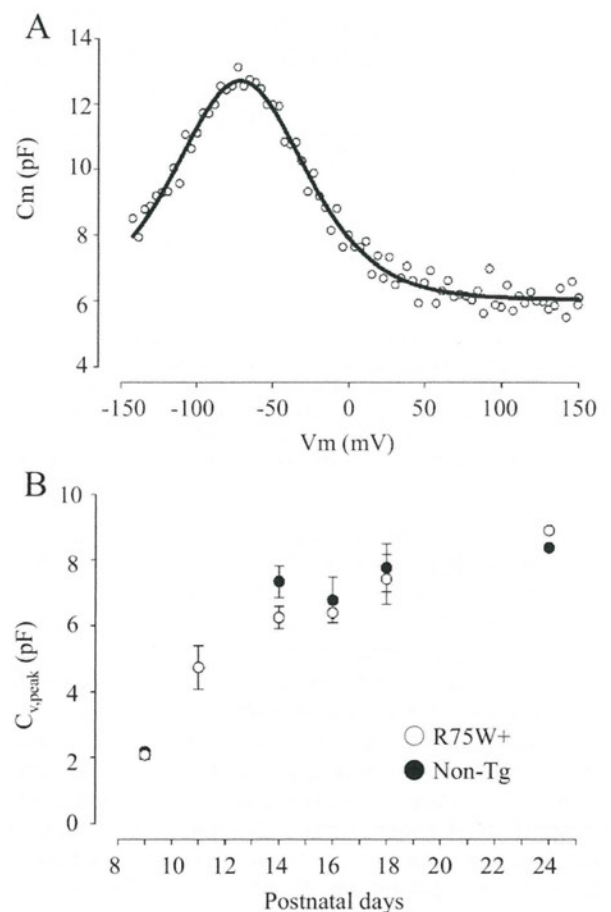 A
14
12
10
8
6
4
Cm (pF)
-150 -100 -50 0 50 100 150
Vm (mV)
B
10
8
6
4
2
0
C_v,peak (pF)
R75W+
Non-Tg
8 10 12 14 16 18 20 22 24
Postnatal days